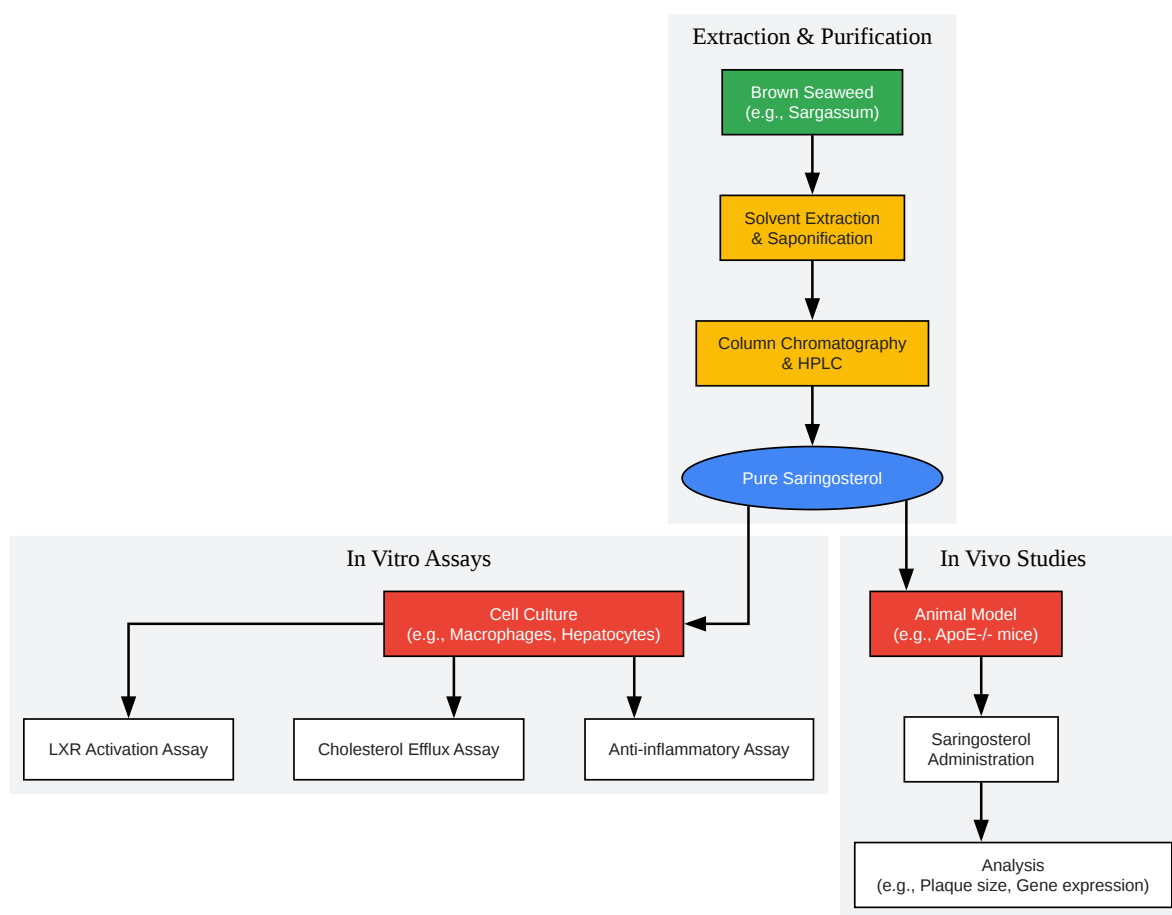 Extraction & Purification
Brown Seaweed
(e.g., Sargassum)
Solvent Extraction
& Saponification
Column Chromatography
& HPLC
Pure Saringosterol
In Vitro Assays
Cell Culture
(e.g., Macrophages, Hepatocytes)
LXR Activation Assay
Cholesterol Efflux Assay
Anti-inflammatory Assay
In Vivo Studies
Animal Model
(e.g., ApoE-/- mice)
Saringosterol
Administration
Analysis
(e.g., Plaque size, Gene expression)